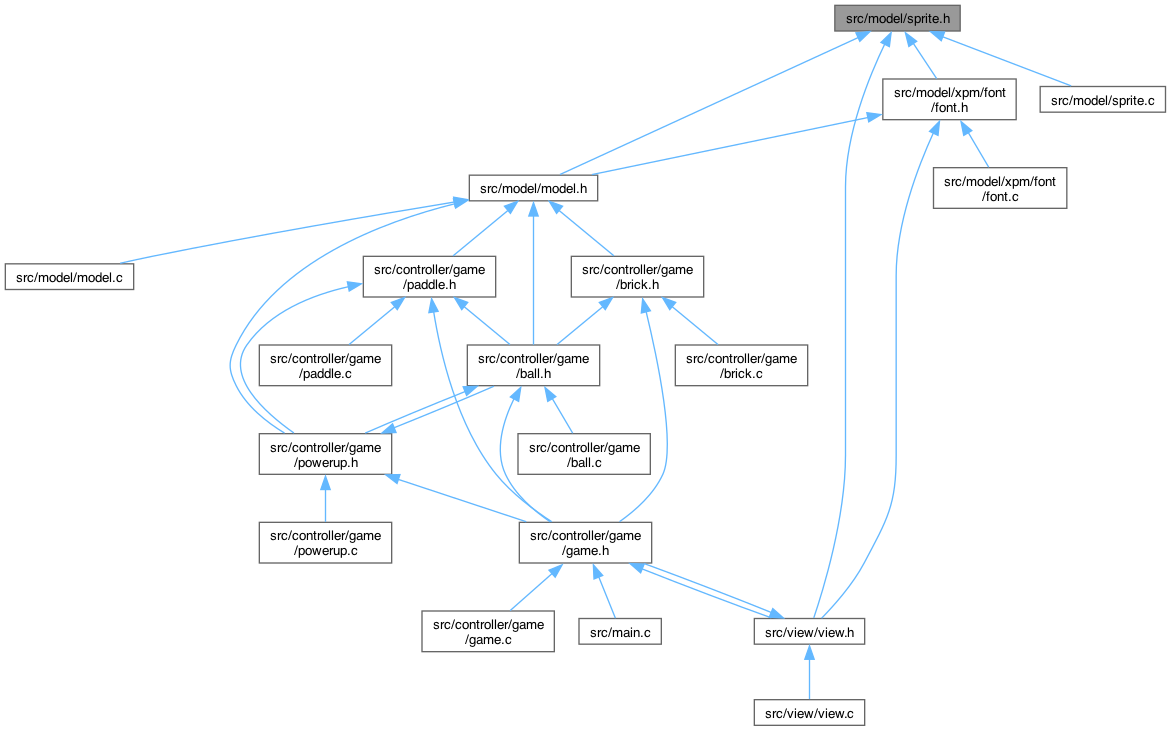 src/model/sprite.h
src/model/xpm/font
/font.h
src/model/sprite.c
src/model/model.h
src/model/xpm/font
/font.c
src/model/model.c
src/controller/game
/paddle.h
src/controller/game
/brick.h
src/controller/game
/paddle.c
src/controller/game
/ball.h
src/controller/game
/brick.c
src/controller/game
/powerup.h
src/controller/game
/ball.c
src/controller/game
/powerup.c
src/controller/game
/game.h
src/controller/game
/game.c
src/main.c
src/view/view.h
src/view/view.c